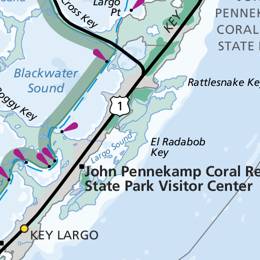 Largo
Pt
Cross Key
KEY
PENNEKAMP
CORAL
STATE
Blackwater
Sound
Rattlesnake Key
Boggy Key
1
El Radabob
Key
Largo Sound
John Pennekamp Coral Re
State Park Visitor Center
KEY LARGO